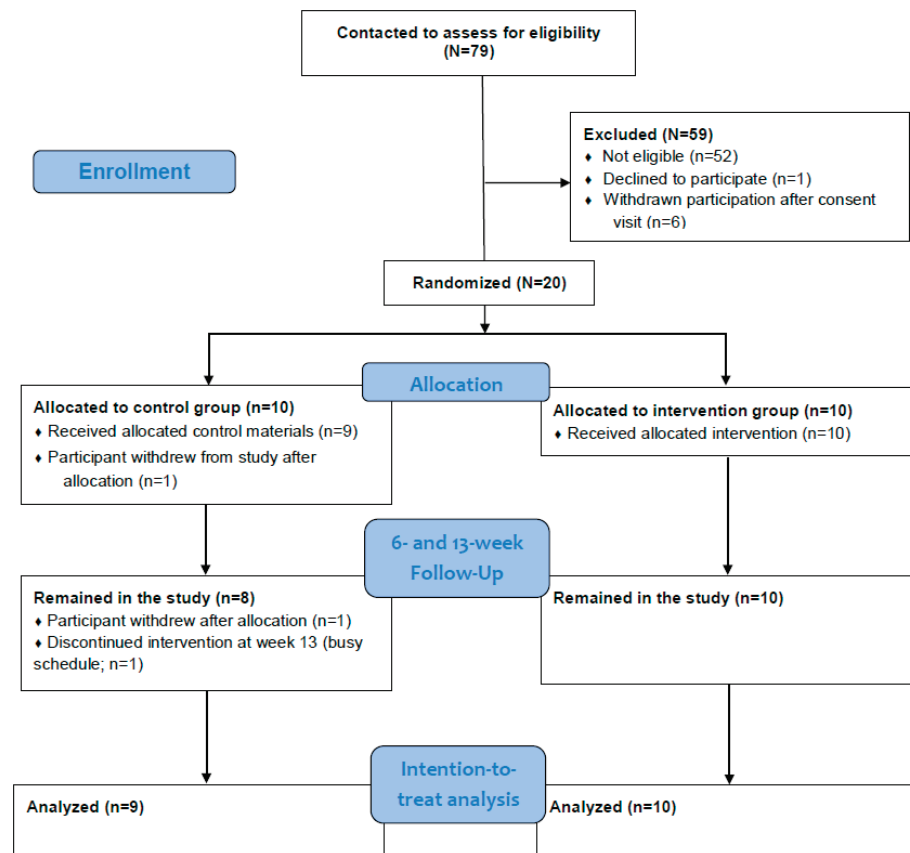 Contacted to assess for eligibility
(N=79)
Enrollment
Excluded (N=59)
♦ Not eligible (n=52)
♦ Declined to participate (n=1)
♦ Withdrawn participation after consent
visit (n=6)
Randomized (N=20)
Allocation
Allocated to control group (n=10)
♦ Received allocated control materials (n=9)
♦ Participant withdrew from study after
allocation (n=1)
Allocated to intervention group (n=10)
♦ Received allocated intervention (n=10)
6- and 13-week
Follow-Up
Remained in the study (n=8)
♦ Participant withdrew after allocation (n=1)
♦ Discontinued intervention at week 13 (busy
schedule; n=1)
Remained in the study (n=10)
Intention-to-
treat analysis
Analyzed (n=9)
Analyzed (n=10)